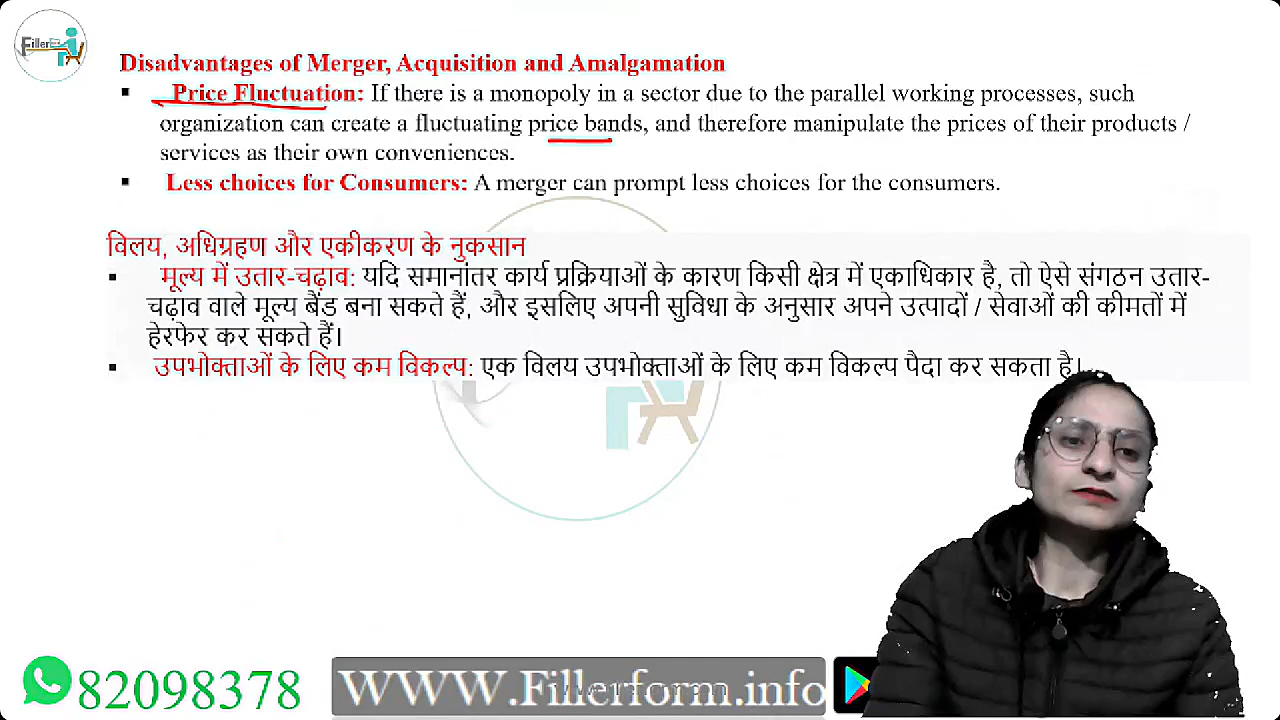 Filler
Disadvantages of Merger, Acquisition and Amalgamation
▪ Price Fluctuation: If there is a monopoly in a sector due to the parallel working processes, such
organization can create a fluctuating price bands, and therefore manipulate the prices of their products /
services as their own conveniences.
▪ Less choices for Consumers: A merger can prompt less choices for the consumers.
विलय, अधिग्रहण और एकीकरण के नुकसान
▪ मूल्य में उतार-चढ़ाव: यदि समानांतर कार्य प्रक्रियाओं के कारण किसी क्षेत्र में एकाधिकार है, तो ऐसे संगठन उतार-
चढ़ाव वाले मूल्य बैंड बना सकते हैं, और इसलिए अपनी सुविधा के अनुसार अपने उत्पादों / सेवाओं की कीमतों में
हेरफेर कर सकते हैं।
▪ उपभोक्ताओं के लिए कम विकल्प: एक विलय उपभोक्ताओं के लिए कम विकल्प पैदा कर सकता है।
82098378 WWW.Fillerform.info